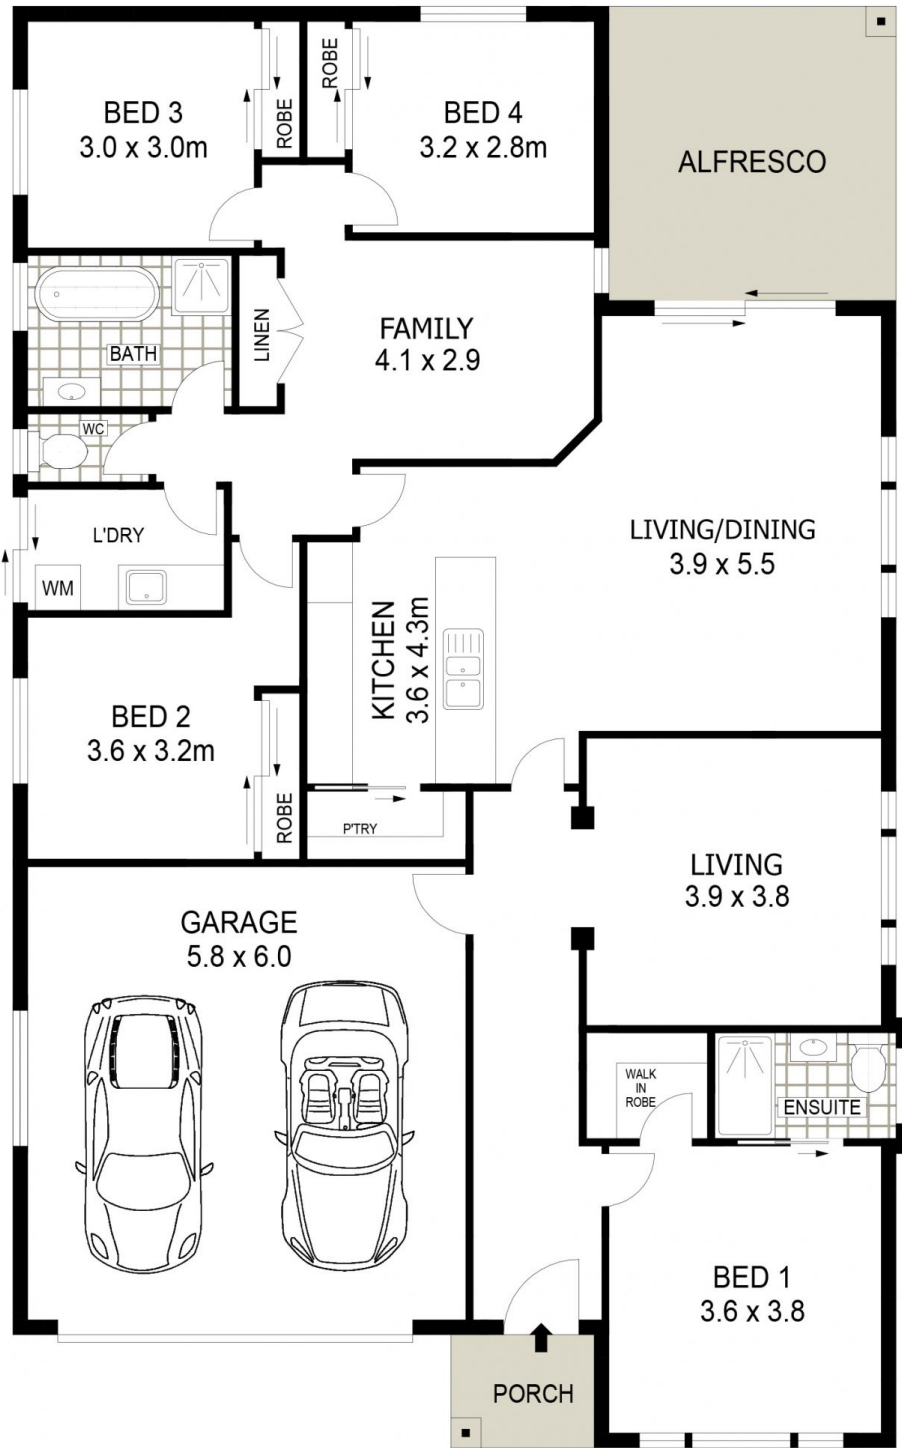 BED 3
3.0 x 3.0m
ROBE
ROBE
BED 4
3.2 x 2.8m
ALFRESCO
BATH
LINEN
FAMILY
4.1 x 2.9
WC
L'DRY
WM
LIVING/DINING
3.9 x 5.5
KITCHEN
3.6 x 4.3m
BED 2
3.6 x 3.2m
ROBE
P'TRY
LIVING
3.9 x 3.8
GARAGE
5.8 x 6.0
WALK
IN
ROBE
ENSUITE
BED 1
3.6 x 3.8
PORCH